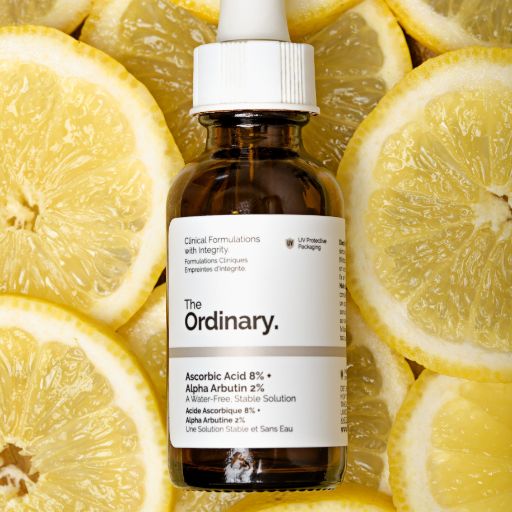 Clinical Formulations
with Integrity.
Formulations Cliniques
Empreintes d'intégrité.
UV
UV Protective
Packaging
The
Ordinary.
Ascorbic Acid 8% +
Alpha Arbutin 2%
A Water-Free, Stable Solution
Acide Ascorbique 8% +
Alpha Arbutine 2%
Une Solution Stable et Sans Eau